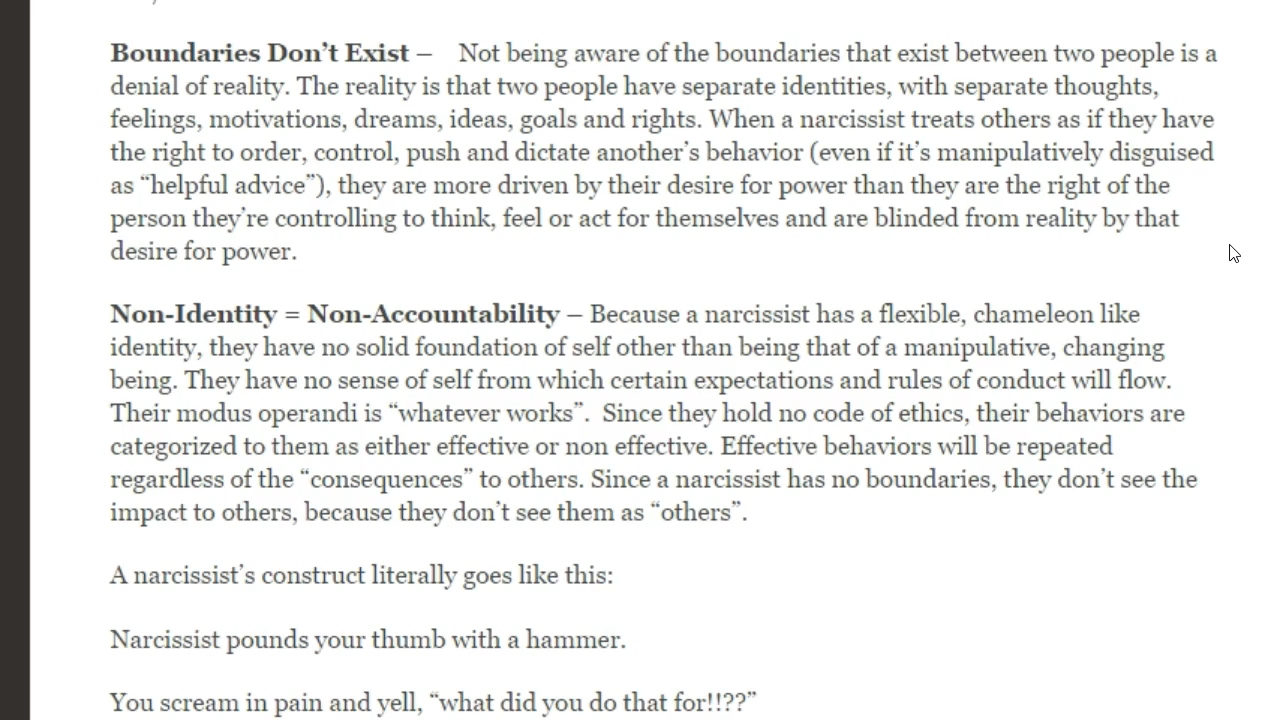 Boundaries Don’t Exist – Not being aware of the boundaries that exist between two people is a
denial of reality. The reality is that two people have separate identities, with separate thoughts,
feelings, motivations, dreams, ideas, goals and rights. When a narcissist treats others as if they have
the right to order, control, push and dictate another’s behavior (even if it’s manipulatively disguised
as “helpful advice”), they are more driven by their desire for power than they are the right of the
person they’re controlling to think, feel or act for themselves and are blinded from reality by that
desire for power.
Non-Identity = Non-Accountability – Because a narcissist has a flexible, chameleon like
identity, they have no solid foundation of self other than being that of a manipulative, changing
being. They have no sense of self from which certain expectations and rules of conduct will flow.
Their modus operandi is “whatever works”. Since they hold no code of ethics, their behaviors are
categorized to them as either effective or non effective. Effective behaviors will be repeated
regardless of the “consequences” to others. Since a narcissist has no boundaries, they don’t see the
impact to others, because they don’t see them as “others”.
A narcissist’s construct literally goes like this:
Narcissist pounds your thumb with a hammer.
You scream in pain and yell, “what did you do that for!!??”